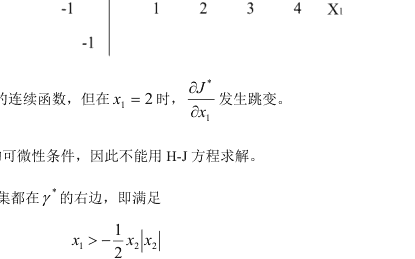 -1 1 2 3 4 X₁
-1
的连续函数，但在 x₁ = 2 时，∂J*/∂x₁ 发生跳变。
可微性条件，因此不能用 H-J 方程求解。
集都在 γ* 的右边，即满足
x₁ > -1/2 x₂|x₂|